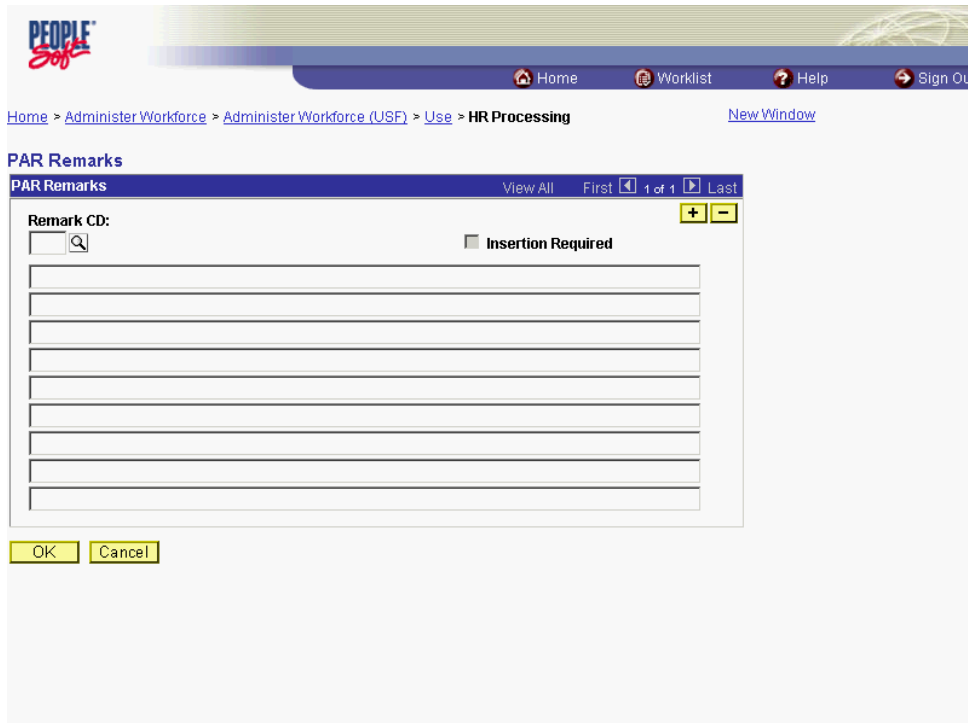 PEOPLE
Soft
Home Worklist Help Sign Ou
Home > Administer Workforce > Administer Workforce (USF) > Use > HR Processing New Window
PAR Remarks
PAR Remarks View All First 1 of 1 Last
Remark CD:
Insertion Required
OK Cancel